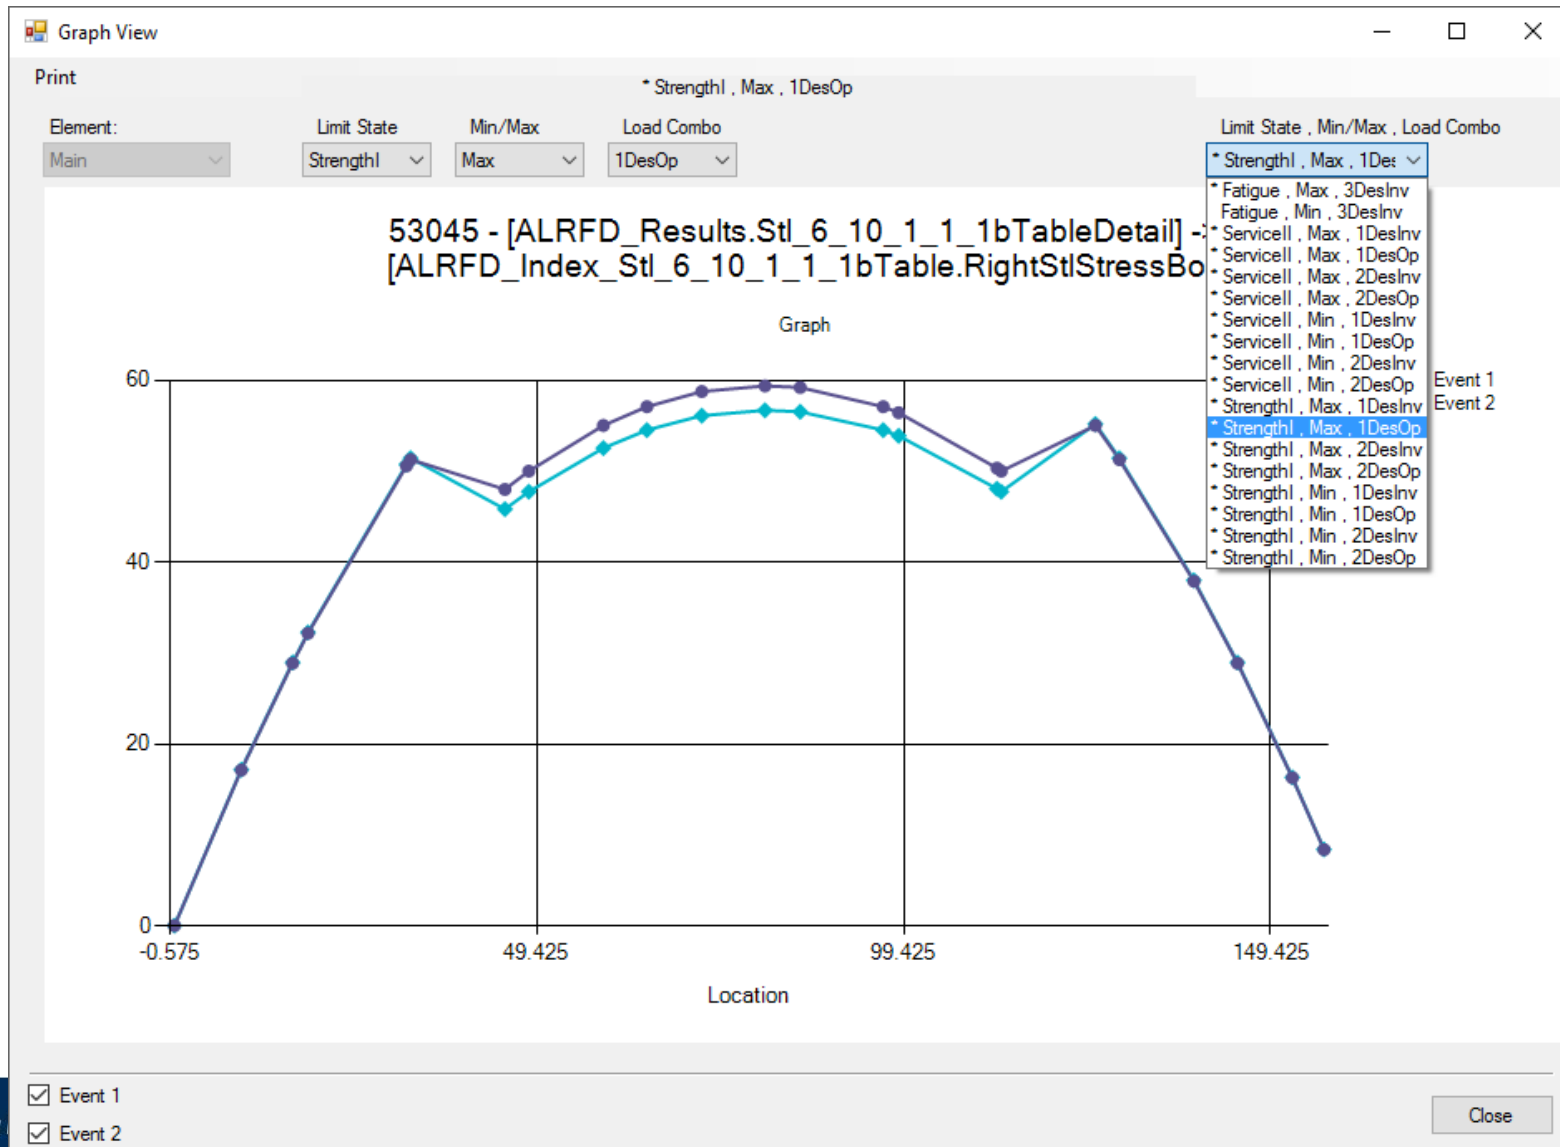 Graph View
Print
* StrengthI , Max , 1DesOp
Element:
Limit State
Min/Max
Load Combo
Limit State , Min/Max , Load Combo
Main
StrengthI
Max
1DesOp
* StrengthI , Max , 1Des
* Fatigue , Max , 3DesInv
Fatigue , Min , 3DesInv
* ServiceII , Max , 1DesInv
* ServiceII , Max , 1DesOp
* ServiceII , Max , 2DesInv
* ServiceII , Max , 2DesOp
* ServiceII , Min , 1DesInv
* ServiceII , Min , 1DesOp
* ServiceII , Min , 2DesInv
* ServiceII , Min , 2DesOp
* StrengthI , Max , 1DesInv
* StrengthI , Max , 1DesOp
* StrengthI , Max , 2DesInv
* StrengthI , Max , 2DesOp
* StrengthI , Min , 1DesInv
* StrengthI , Min , 1DesOp
* StrengthI , Min , 2DesInv
* StrengthI , Min , 2DesOp
53045 - [ALRFD_Results.Stl_6_10_1_1_1bTableDetail] -
[ALRFD_Index_Stl_6_10_1_1_1bTable.RightStlStressBo
Graph
Event 1
Event 2
60
40
20
0
-0.575
49.425
99.425
149.425
Location
Event 1
Event 2
Close